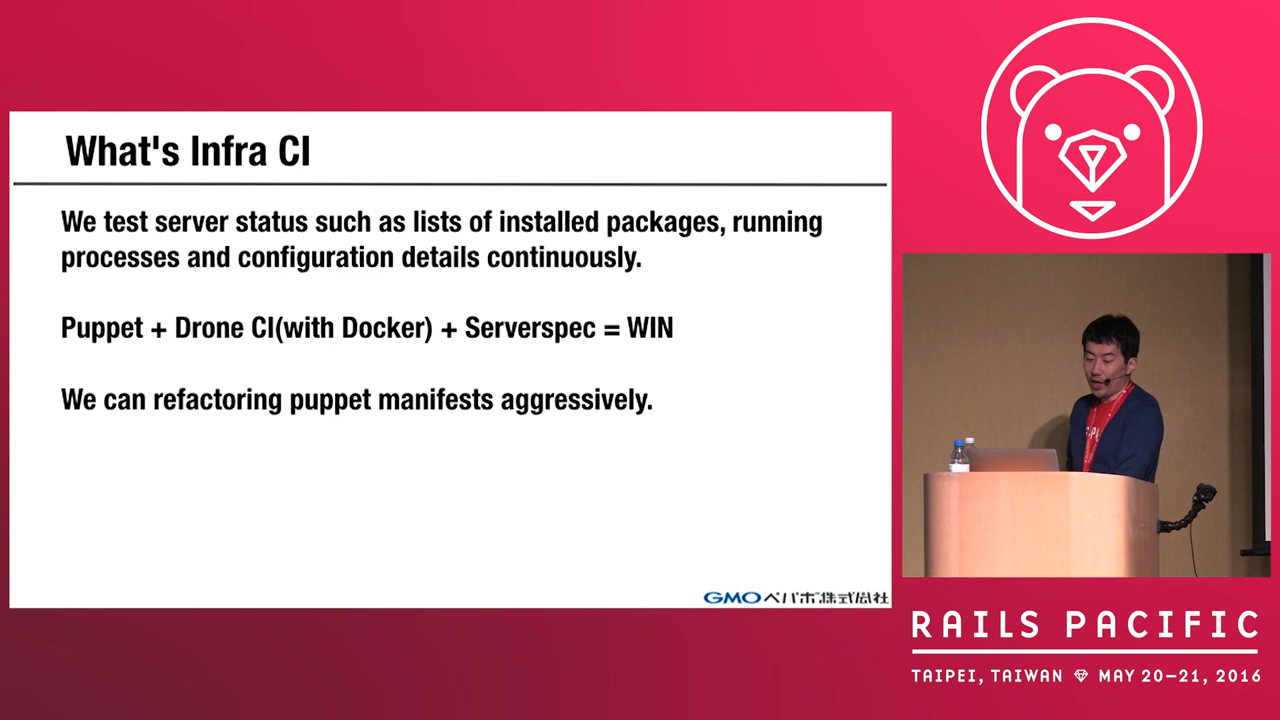 What's Infra CI
We test server status such as lists of installed packages, running
processes and configuration details continuously.
Puppet + Drone CI(with Docker) + Serverspec = WIN
We can refactoring puppet manifests aggressively.
GMOペパボ株式会社
RAILS PACIFIC
TAIPEI, TAIWAN MAY 20–21, 2016